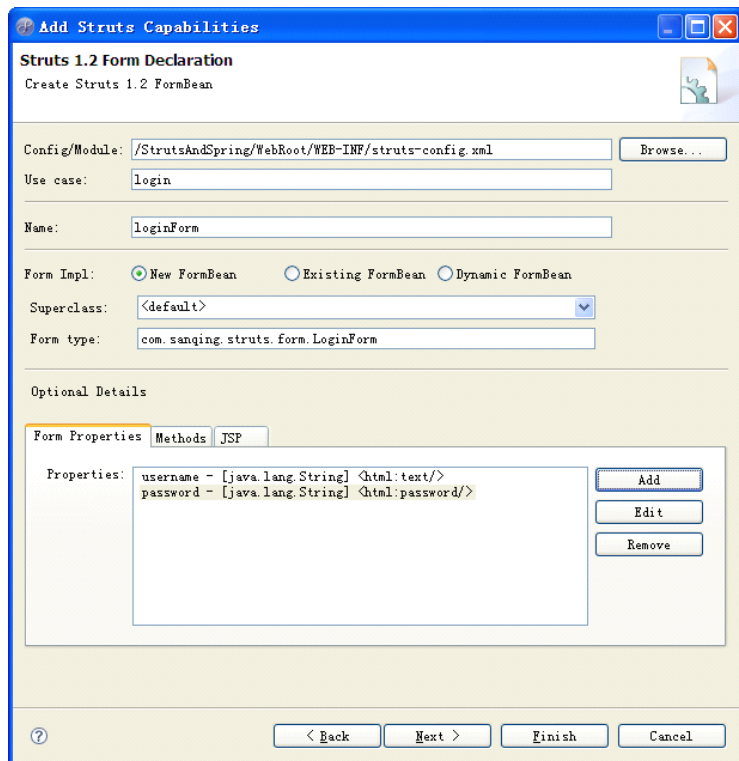 Add Struts Capabilities
Struts 1.2 Form Declaration
Create Struts 1.2 FormBean
Config/Module: /StrutsAndSpring/WebRoot/WEB-INF/struts-config.xml Browse...
Use case: login
Name: loginForm
Form Impl: New FormBean Existing FormBean Dynamic FormBean
Superclass: <default>
Form type: com.sanqing.struts.form.LoginForm
Optional Details
Form Properties Methods JSP
Properties: username - [java.lang.String] <html:text/> Add
password - [java.lang.String] <html:password/>
Edit
Remove
? < Back Next > Finish Cancel